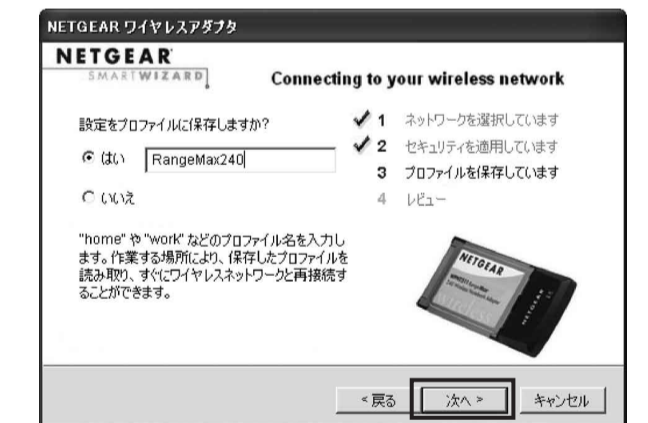 NETGEAR ワイヤレスアダプタ
NETGEAR
SMARTWIZARD
Connecting to your wireless network
設定をプロファイルに保存しますか?
はい RangeMax240
いいえ
"home" や "work" などのプロファイル名を入力し
ます。作業する場所により、保存したプロファイルを
読み取り、すぐにワイヤレスネットワークと再接続す
ることができます。
✓ 1 ネットワークを選択しています
✓ 2 セキュリティを適用しています
3 プロファイルを保存しています
4 レビュー
NETGEAR
wireless
NETGEAR
< 戻る
次へ >
キャンセル